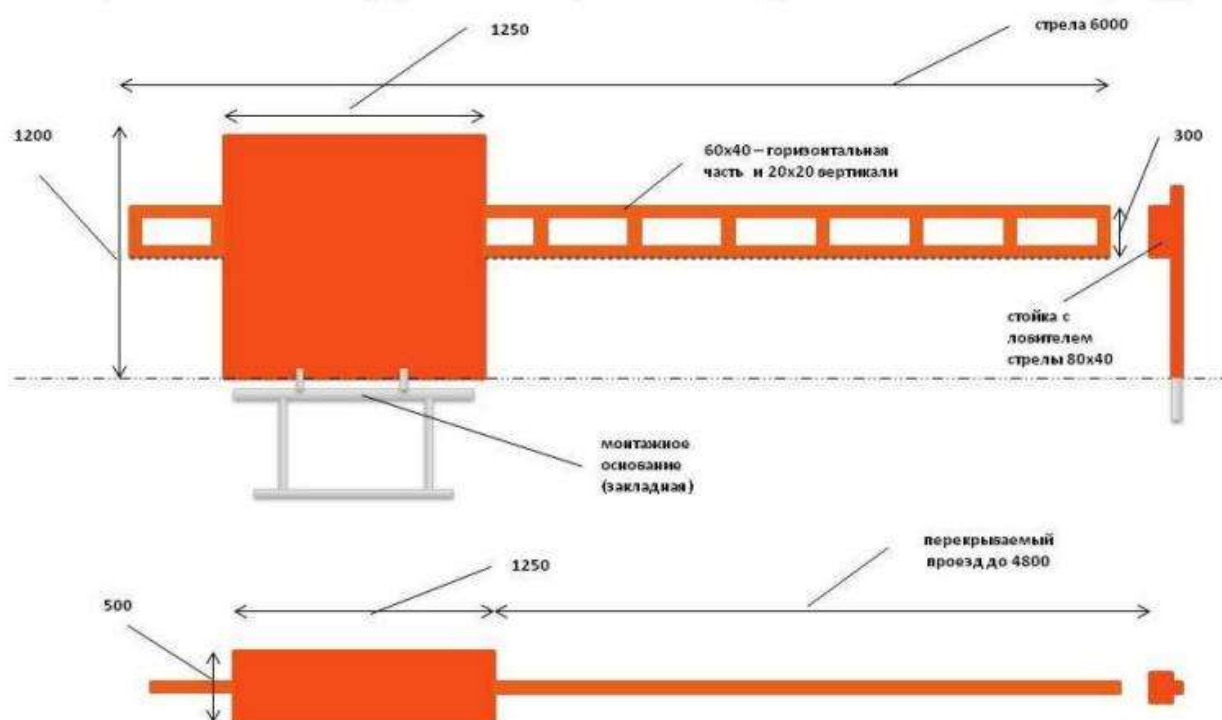 1250
стрела 6000
1200
60х40 – горизонтальная
часть и 20х20 вертикали
300
стойка с
ловителем
стрелы 80х40
монтажное
основание
(закладная)
перекрываемый
проезд до 4800
1250
500